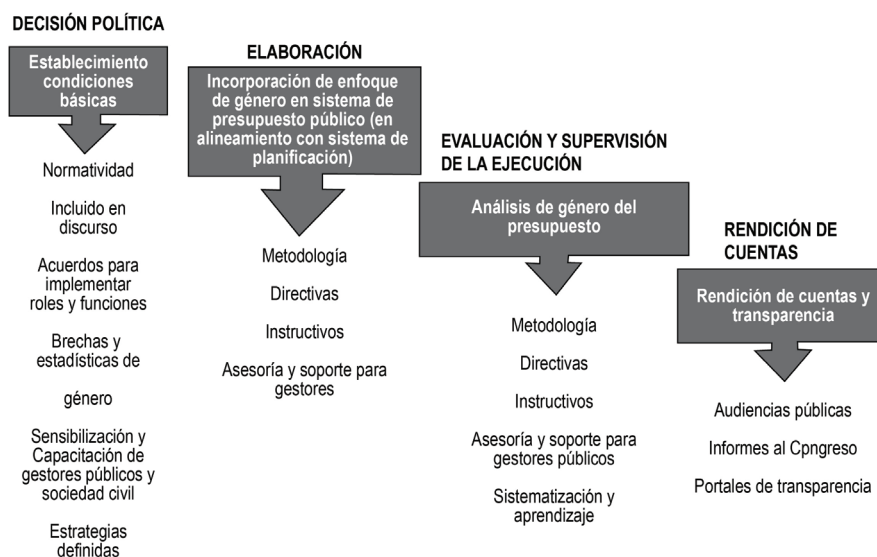 DECISIÓN POLÍTICA
Establecimiento
condiciones
básicas
Normatividad
Incluido en
discurso
Acuerdos para
implementar
roles y funciones
Brechas y
estadísticas de
género
Sensibilización y
Capacitación de
gestores públicos y
sociedad civil
Estrategias
definidas
ELABORACIÓN
Incorporación de enfoque
de género en sistema de
presupuesto público (en
alineamiento con sistema de
planificación)
Metodología
Directivas
Instructivos
Asesoría y soporte para
gestores
EVALUACIÓN Y SUPERVISIÓN
DE LA EJECUCIÓN
Análisis de género del
presupuesto
Metodología
Directivas
Instructivos
Asesoría y soporte para
gestores públicos
Sistematización y
aprendizaje
RENDICIÓN DE
CUENTAS
Rendición de cuentas y
transparencia
Audiencias públicas
Informes al Cpngreso
Portales de transparencia